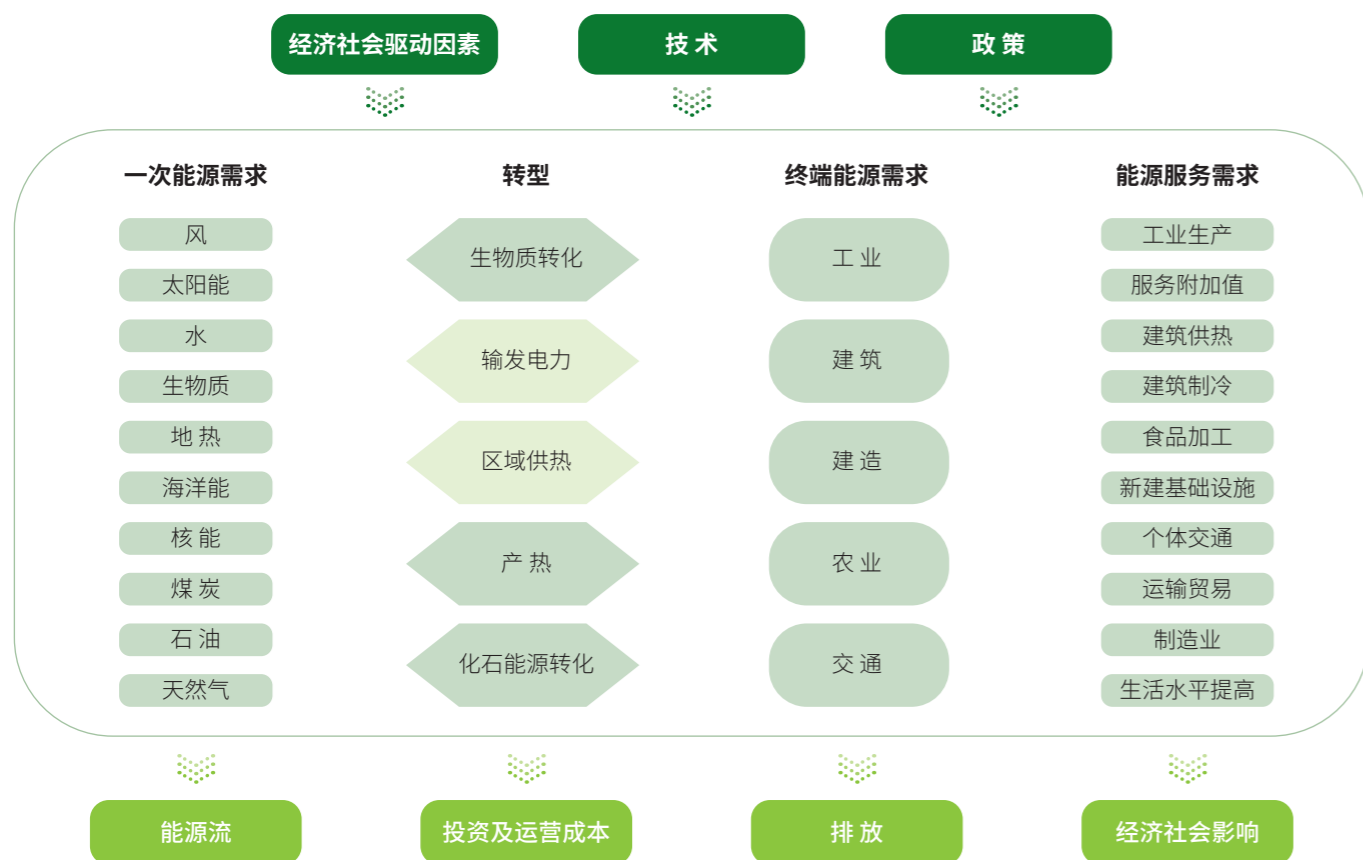 经济社会驱动因素
技 术
政 策
一次能源需求
转型
终端能源需求
能源服务需求
风
太阳能
水
生物质
地 热
海洋能
核 能
煤 炭
石 油
天然气
生物质转化
输发电力
区域供热
产 热
化石能源转化
工 业
建 筑
建 造
农 业
交 通
工业生产
服务附加值
建筑供热
建筑制冷
食品加工
新建基础设施
个体交通
运输贸易
制造业
生活水平提高
能源流
投资及运营成本
排 放
经济社会影响